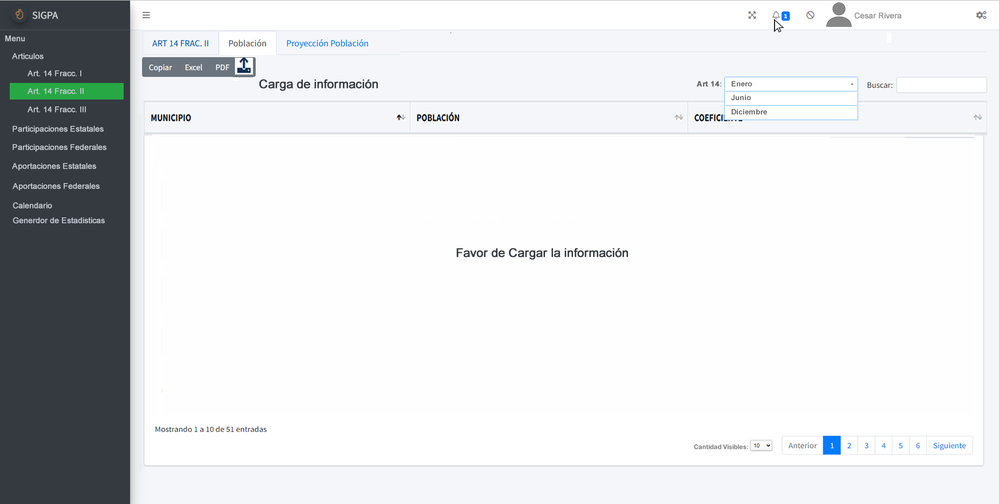 SIGPA
1
Cesar Rivera
Menu
Articulos
Art. 14 Fracc. I
Art. 14 Fracc. II
Art. 14 Fracc. III
Participaciones Estatales
Participaciones Federales
Aportaciones Estatales
Aportaciones Federales
Calendario
Generdor de Estadisticas
ART 14 FRAC. II
Población
Proyección Población
Copiar
Excel
PDF
Carga de información
Art 14:
Enero
Junio
Diciembre
Buscar:
MUNICIPIO
POBLACIÓN
COEFICIENTE
Favor de Cargar la información
Mostrando 1 a 10 de 51 entradas
Cantidad Visibles: 10
Anterior 1 2 3 4 5 6 Siguiente